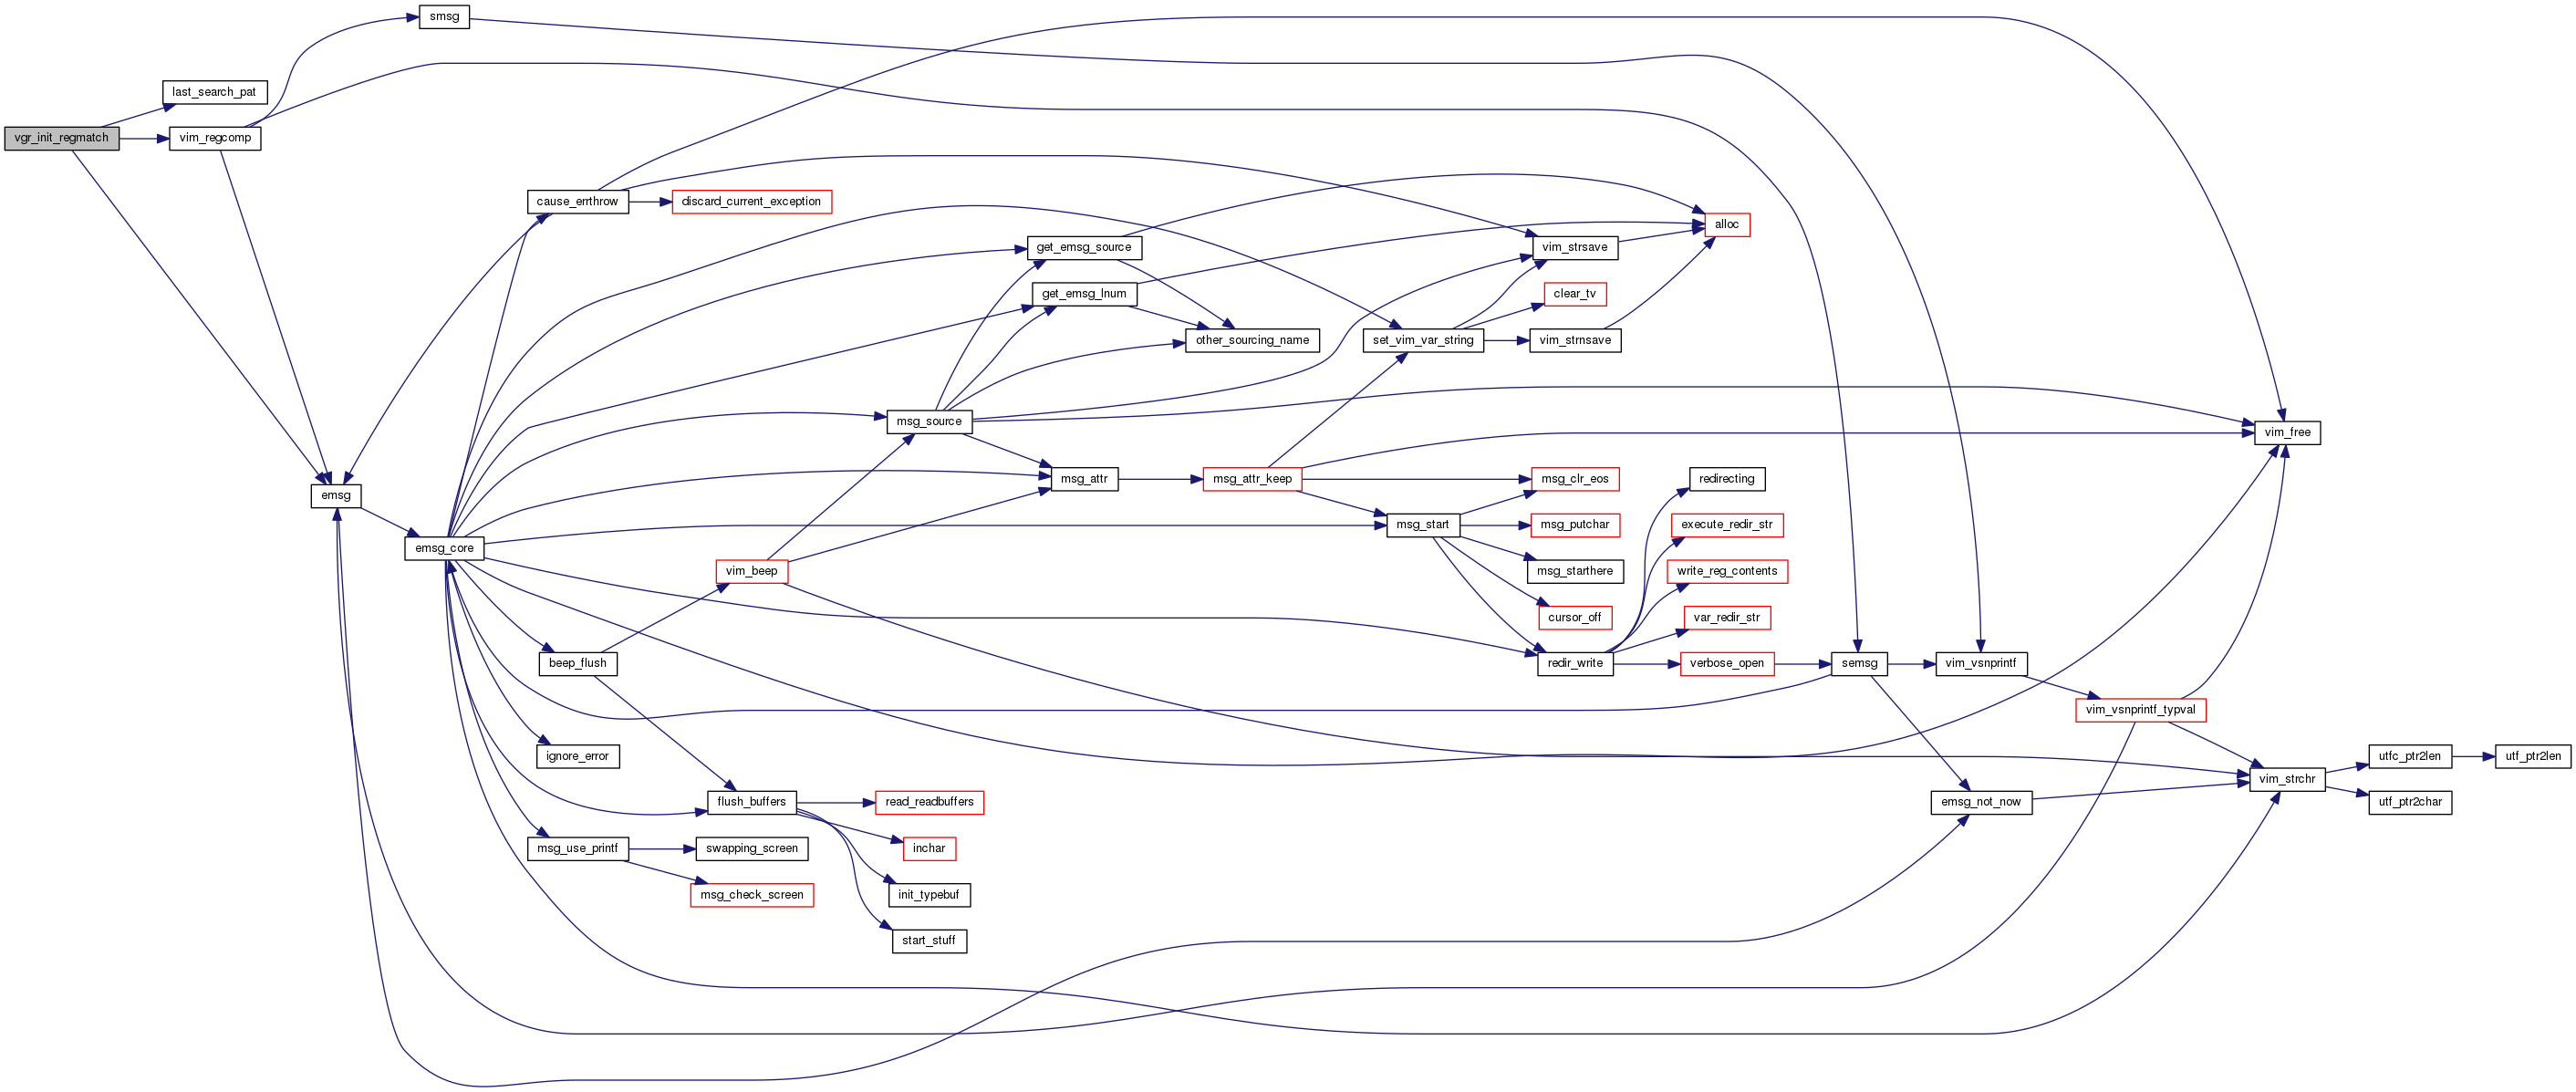 smsg
last_search_pat
vgr_init_regmatch
vim_regcomp
cause_errthrow
discard_current_exception
alloc
get_emsg_source
vim_strsave
get_emsg_lnum
clear_tv
other_sourcing_name
set_vim_var_string
vim_strnsave
msg_source
vim_free
msg_attr
msg_attr_keep
msg_clr_eos
redirecting
emsg
msg_start
msg_putchar
execute_redir_str
emsg_core
vim_beep
msg_starthere
write_reg_contents
cursor_off
var_redir_str
beep_flush
redir_write
verbose_open
semsg
vim_vsnprintf
vim_vsnprintf_typval
ignore_error
utfc_ptr2len
utf_ptr2len
vim_strchr
flush_buffers
read_readbuffers
emsg_not_now
utf_ptr2char
msg_use_printf
swapping_screen
inchar
msg_check_screen
init_typebuf
start_stuff